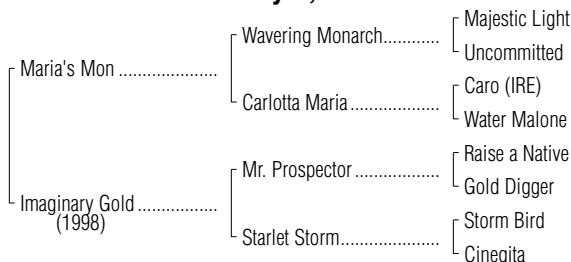 Majestic Light
Wavering Monarch............
Uncommitted
Maria's Mon .....................
Caro (IRE)
Carlotta Maria ...................
Water Malone
Raise a Native
Mr. Prospector ..................
Gold Digger
Imaginary Gold .................
(1998)
Storm Bird
Starlet Storm.....................
Cinegita